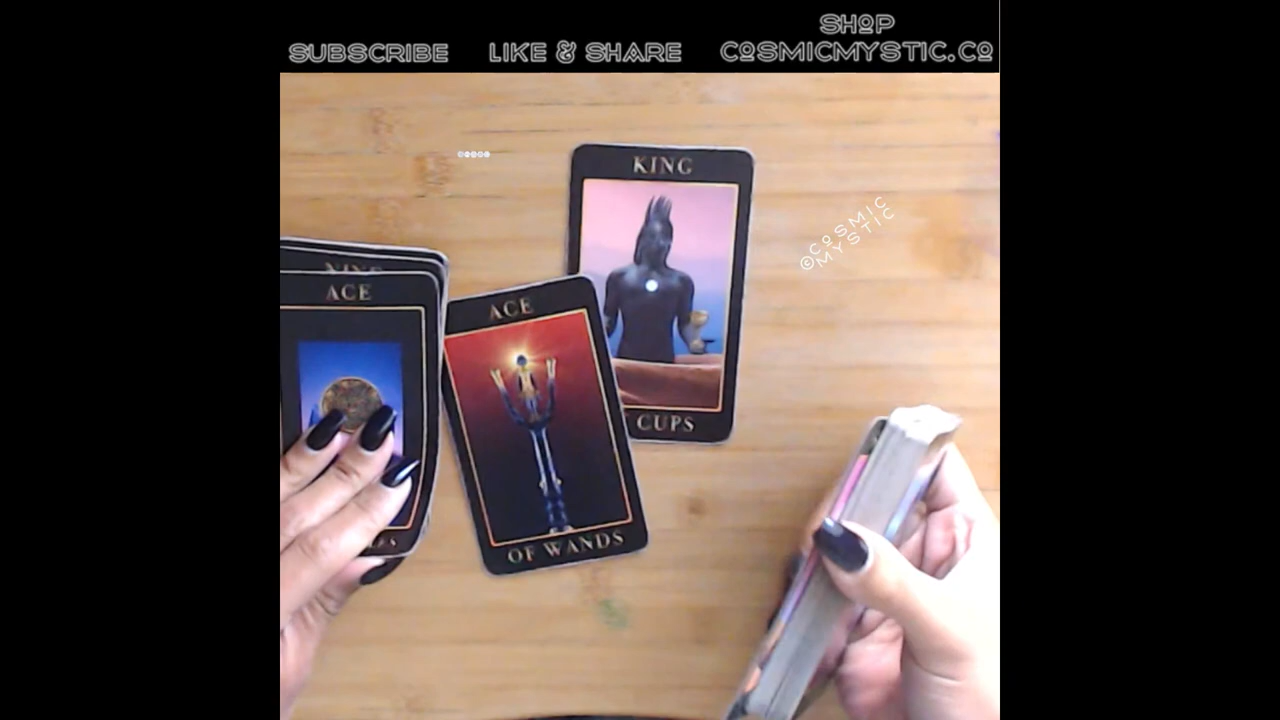 SHOP
SUBSCRIBE LIKE & SHARE COSMICMYSTIC.CO
KING
©COSMIC
MYSTIC
ACE
ACE
CUPS
OF WANDS